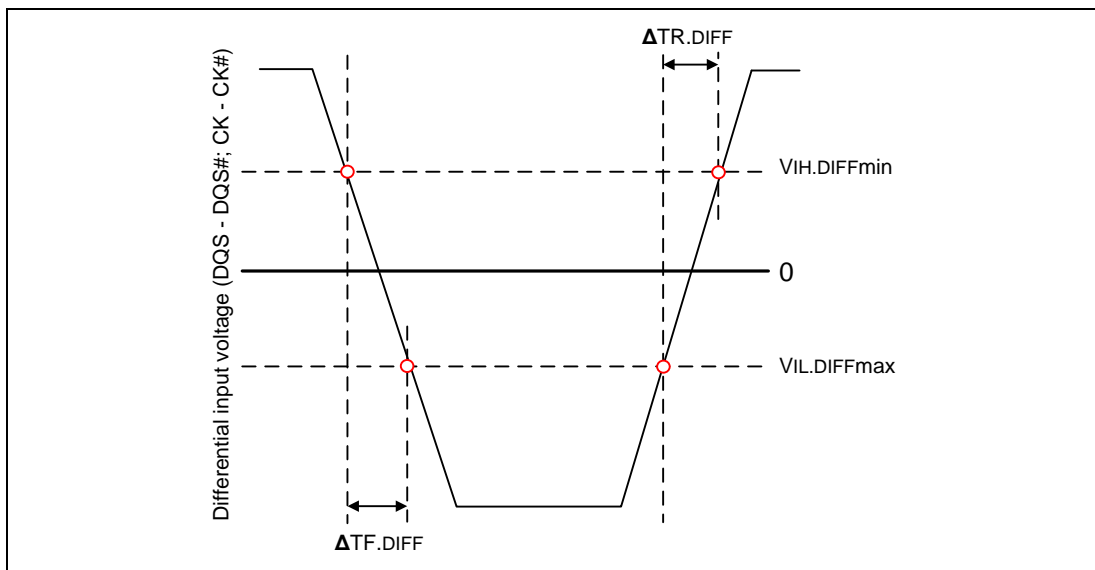 ΔTR.DIFF
Differential input voltage (DQS - DQS#; CK - CK#)
VIH.DIFFmin
0
VIL.DIFFmax
ΔTF.DIFF